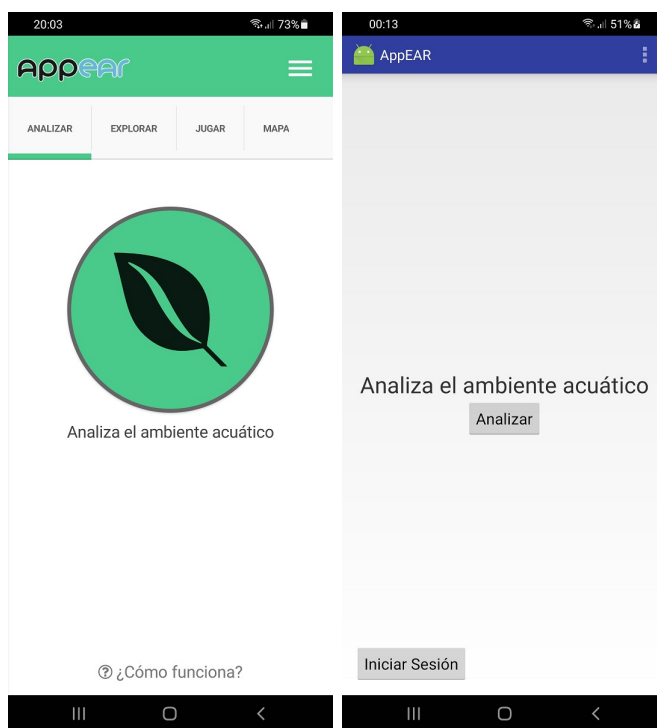 20:03 73%
appear
ANALIZAR EXPLORAR JUGAR MAPA
Analiza el ambiente acuático
¿Cómo funciona?
00:13 51%
AppEAR
Analiza el ambiente acuático
Analizar
Iniciar Sesión